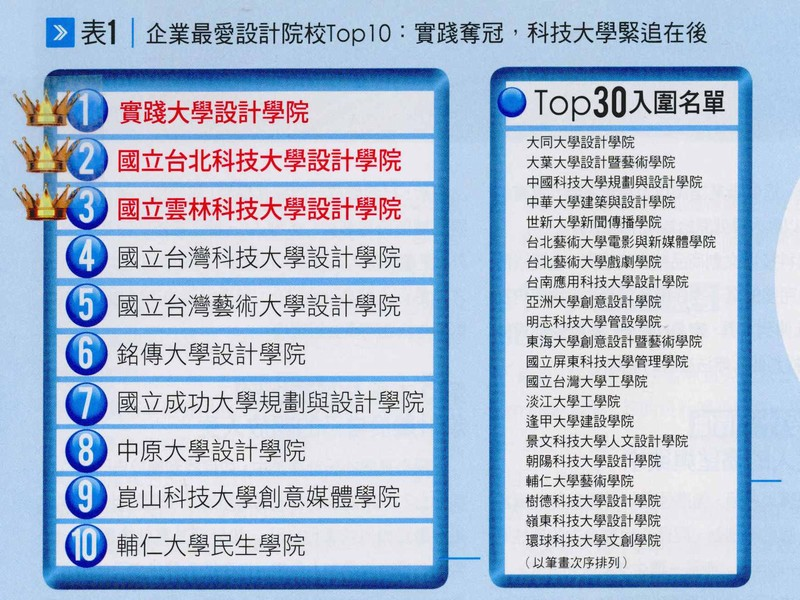 表1 企業最愛設計院校Top10：實踐奪冠，科技大學緊追在後
1 實踐大學設計學院
2 國立台北科技大學設計學院
3 國立雲林科技大學設計學院
4 國立台灣科技大學設計學院
5 國立台灣藝術大學設計學院
6 銘傳大學設計學院
7 國立成功大學規劃與設計學院
8 中原大學設計學院
9 崑山科技大學創意媒體學院
10 輔仁大學民生學院
Top30入圍名單
大同大學設計學院
大葉大學設計暨藝術學院
中國科技大學規劃與設計學院
中華大學建築與設計學院
世新大學新聞傳播學院
台北藝術大學電影與新媒體學院
台北藝術大學戲劇學院
台南應用科技大學設計學院
亞洲大學創意設計學院
明志科技大學管設學院
東海大學創意設計暨藝術學院
國立屏東科技大學管理學院
國立台灣大學工學院
淡江大學工學院
逢甲大學建設學院
景文科技大學人文設計學院
朝陽科技大學設計學院
輔仁大學藝術學院
樹德科技大學設計學院
嶺東科技大學設計學院
環球科技大學文創學院
（以筆畫次序排列）